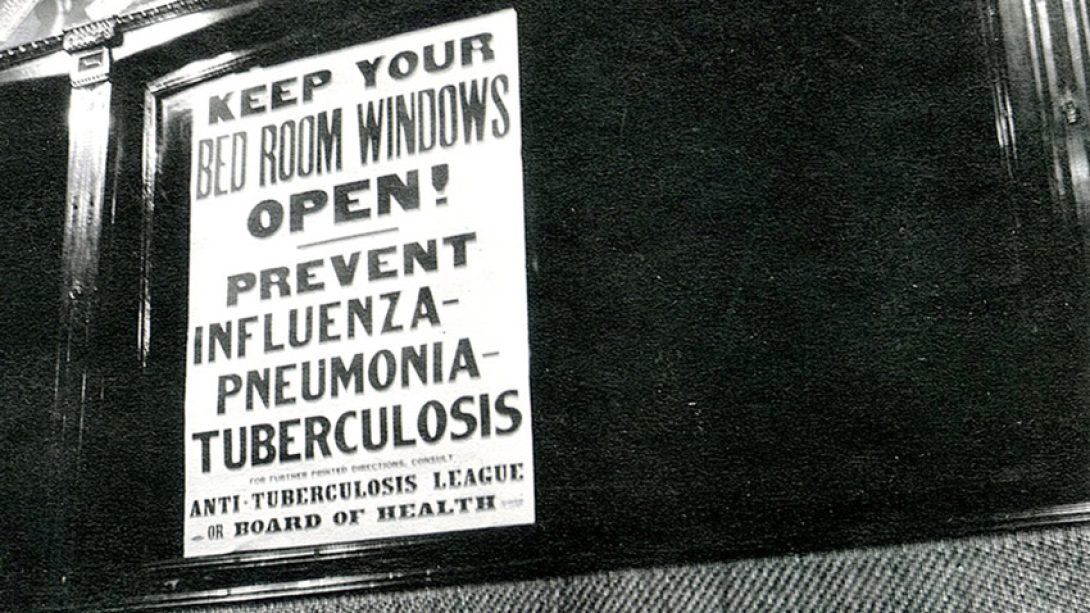 KEEP YOUR
BED ROOM WINDOWS
OPEN!
PREVENT
INFLUENZA-
PNEUMONIA-
TUBERCULOSIS
FOR FURTHER PRINTED DIRECTIONS, CONSULT
ANTI-TUBERCULOSIS LEAGUE
OR BOARD OF HEALTH